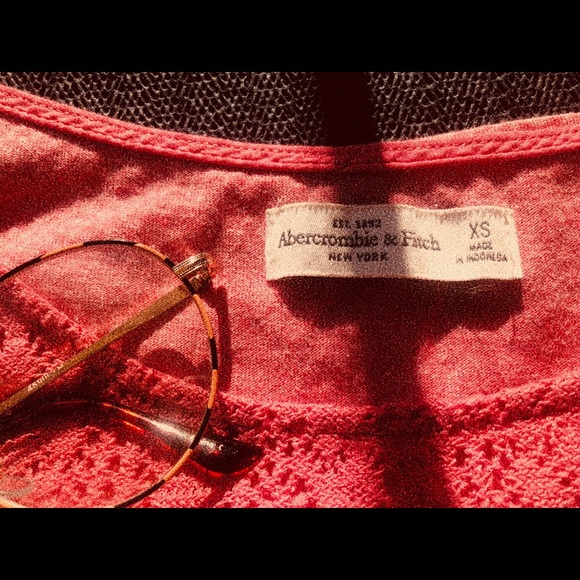 EST. 1892
Abercrombie & Fitch
NEW YORK
XS
MADE
IN INDONESIA